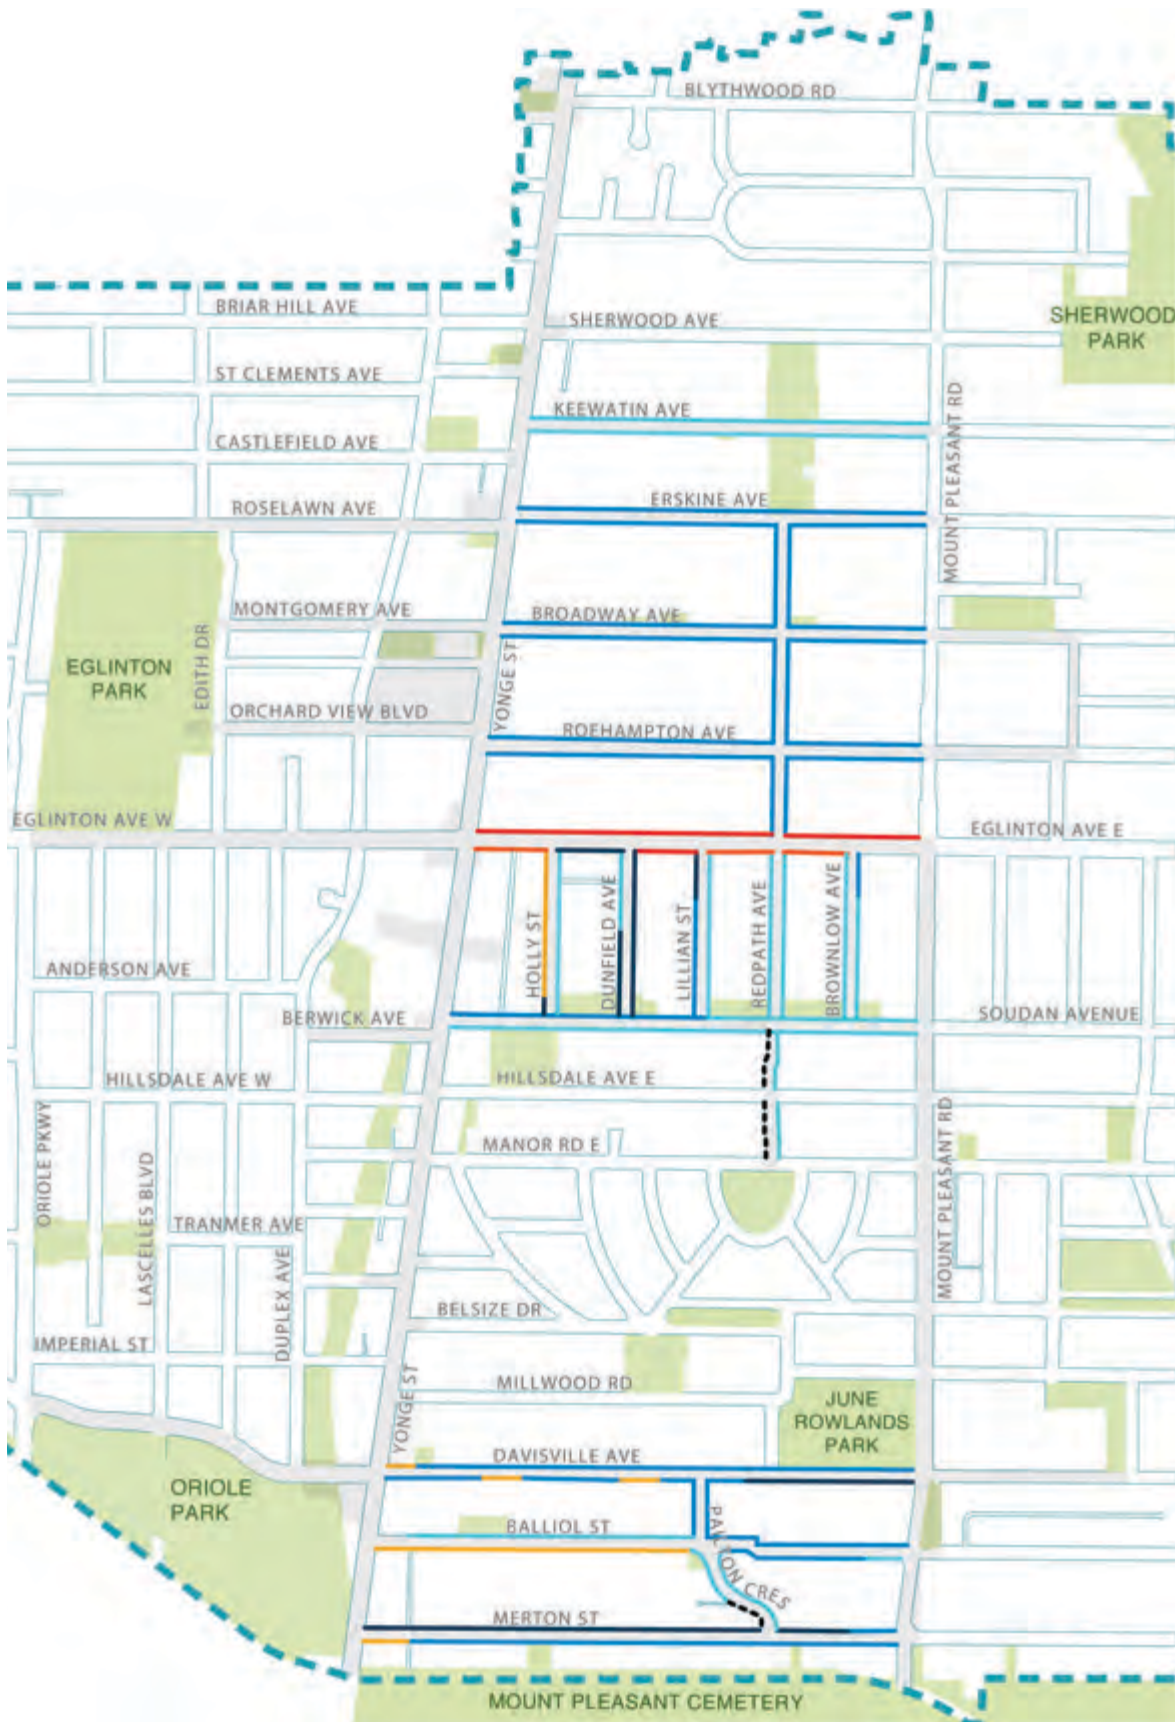 BLYTHWOOD RD
BRIAR HILL AVE
SHERWOOD AVE
SHERWOOD
PARK
ST CLEMENTS AVE
KEEWATIN AVE
CASTLEFIELD AVE
MOUNT PLEASANT RD
ERSKINE AVE
ROSELAWN AVE
MONTGOMERY AVE
BROADWAY AVE
EDITH DR
EGLINTON
PARK
YONGE ST
ORCHARD VIEW BLVD
ROEHAMPTON AVE
EGLINTON AVE W
EGLINTON AVE E
HOLLY ST
DUNFIELD AVE
LILLIAN ST
REDPATH AVE
BROWNLOW AVE
ANDERSON AVE
BERWICK AVE
SOUDAN AVENUE
HILLSDALE AVE W
HILLSDALE AVE E
ORIOLE PKWY
MANOR RD E
MOUNT PLEASANT RD
LASCELLES BLVD
TRANMER AVE
DUPLEX AVE
BELSIZE DR
IMPERIAL ST
MILLWOOD RD
YONGE ST
JUNE
ROWLANDS
PARK
DAVISVILLE AVE
ORIOLE
PARK
BALLIOL ST
PAILTON CRES
MERTON ST
MOUNT PLEASANT CEMETERY